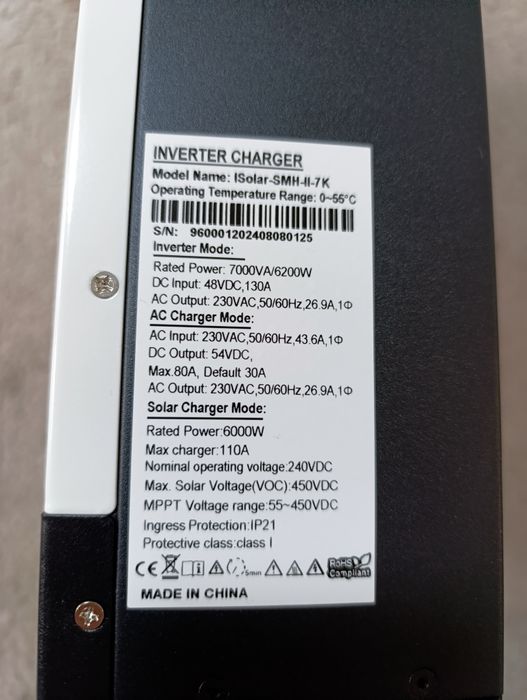 INVERTER CHARGER
Model Name: ISolar-SMH-II-7K
Operating Temperature Range: 0~55°C
S/N: 960001202408080125
Inverter Mode:
Rated Power: 7000VA/6200W
DC Input: 48VDC,130A
AC Output: 230VAC,50/60Hz,26.9A,1Φ
AC Charger Mode:
AC Input: 230VAC,50/60Hz,43.6A,1Φ
DC Output: 54VDC,
Max.80A, Default 30A
AC Output: 230VAC,50/60Hz,26.9A,1Φ
Solar Charger Mode:
Rated Power:6000W
Max charger:110A
Nominal operating voltage:240VDC
Max. Solar Voltage(VOC):450VDC
MPPT Voltage range:55~450VDC
Ingress Protection:IP21
Protective class:class I
CE 5min RoHS Compliant
MADE IN CHINA